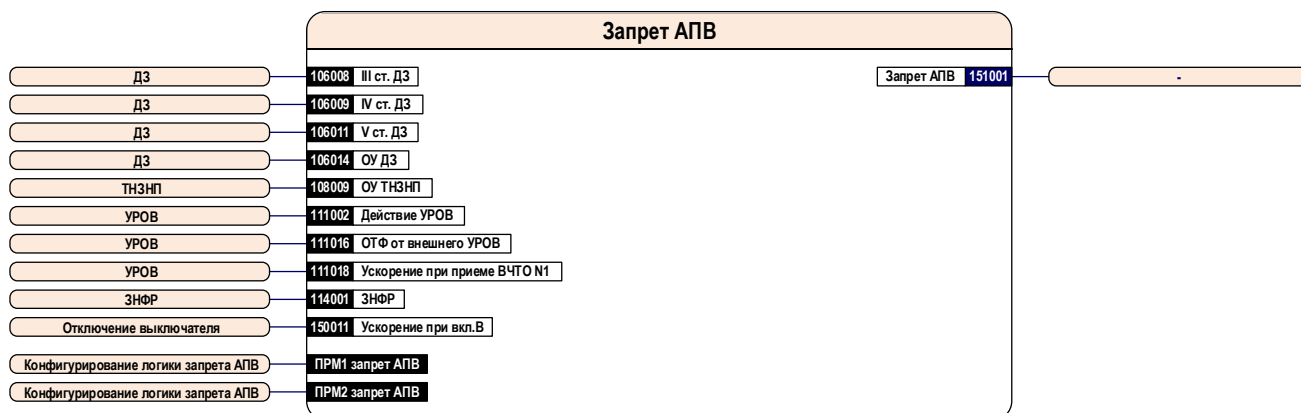 Запрет АПВ
ДЗ 106008 III ст. ДЗ Запрет АПВ 151001 -
ДЗ 106009 IV ст. ДЗ
ДЗ 106011 V ст. ДЗ
ДЗ 106014 ОУ ДЗ
ТНЗНП 108009 ОУ ТНЗНП
УРОВ 111002 Действие УРОВ
УРОВ 111016 ОТФ от внешнего УРОВ
УРОВ 111018 Ускорение при приеме ВЧТО N1
ЗНФР 114001 ЗНФР
Отключение выключателя 150011 Ускорение при вкл.В
Конфигурирование логики запрета АПВ ПРМ1 запрет АПВ
Конфигурирование логики запрета АПВ ПРМ2 запрет АПВ